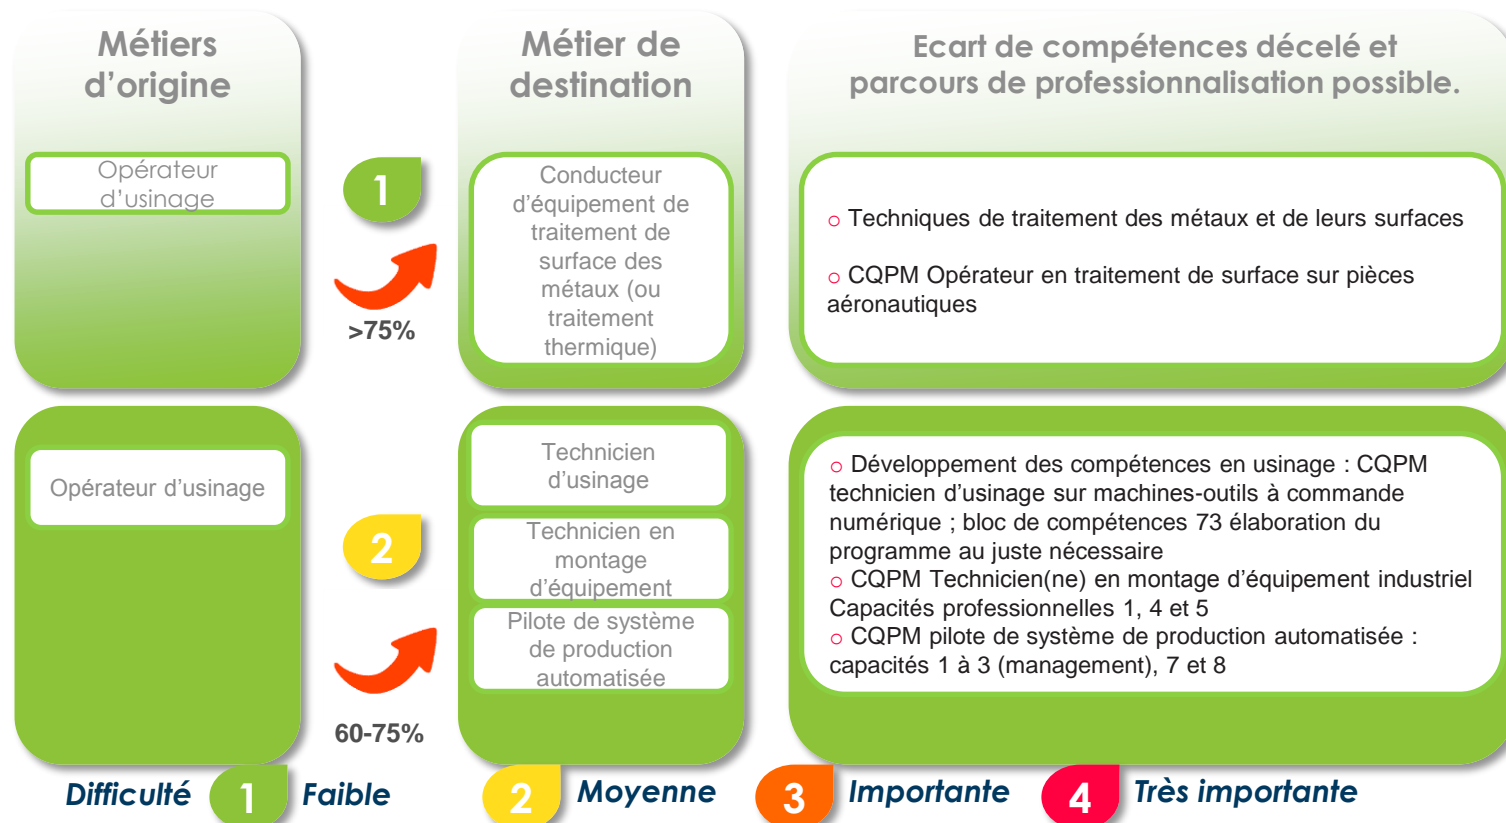 Métiers
d'origine
Métier de
destination
Ecart de compétences décelé et
parcours de professionnalisation possible.
Opérateur
d'usinage
1
>75%
Conducteur
d'équipement de
traitement de
surface des
métaux (ou
traitement
thermique)
o Techniques de traitement des métaux et de leurs surfaces
o CQPM Opérateur en traitement de surface sur pièces
aéronautiques
Opérateur d'usinage
2
60-75%
Technicien
d'usinage
Technicien en
montage
d'équipement
Pilote de système
de production
automatisée
o Développement des compétences en usinage : CQPM
technicien d'usinage sur machines-outils à commande
numérique ; bloc de compétences 73 élaboration du
programme au juste nécessaire
o CQPM Technicien(ne) en montage d'équipement industriel
Capacités professionnelles 1, 4 et 5
o CQPM pilote de système de production automatisée :
capacités 1 à 3 (management), 7 et 8
Difficulté 1 Faible 2 Moyenne 3 Importante 4 Très importante